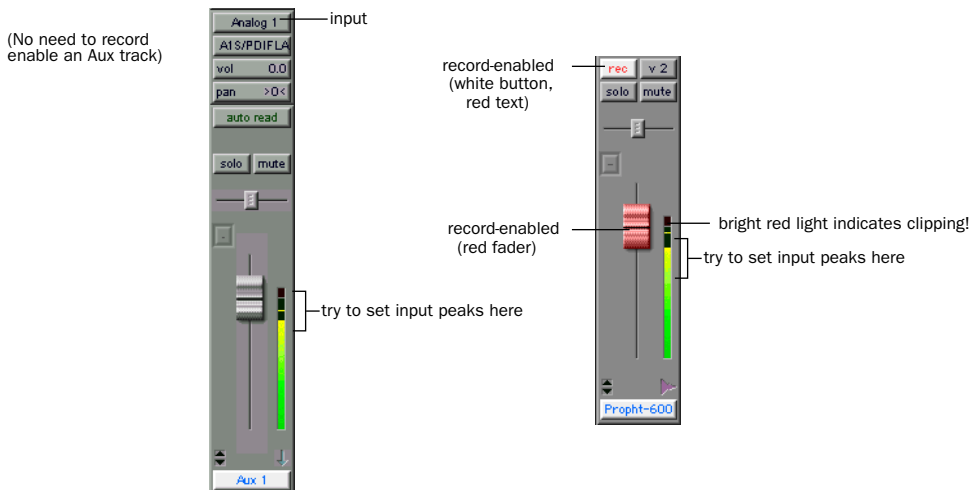 (No need to record
enable an Aux track)
Analog 1
input
A1S/PDIFLA
vol 0.0
pan >0<
auto read
solo mute
-
try to set input peaks here
Aux 1
record-enabled
(white button,
red text)
rec v 2
solo mute
-
record-enabled
(red fader)
bright red light indicates clipping!
try to set input peaks here
Propht-600